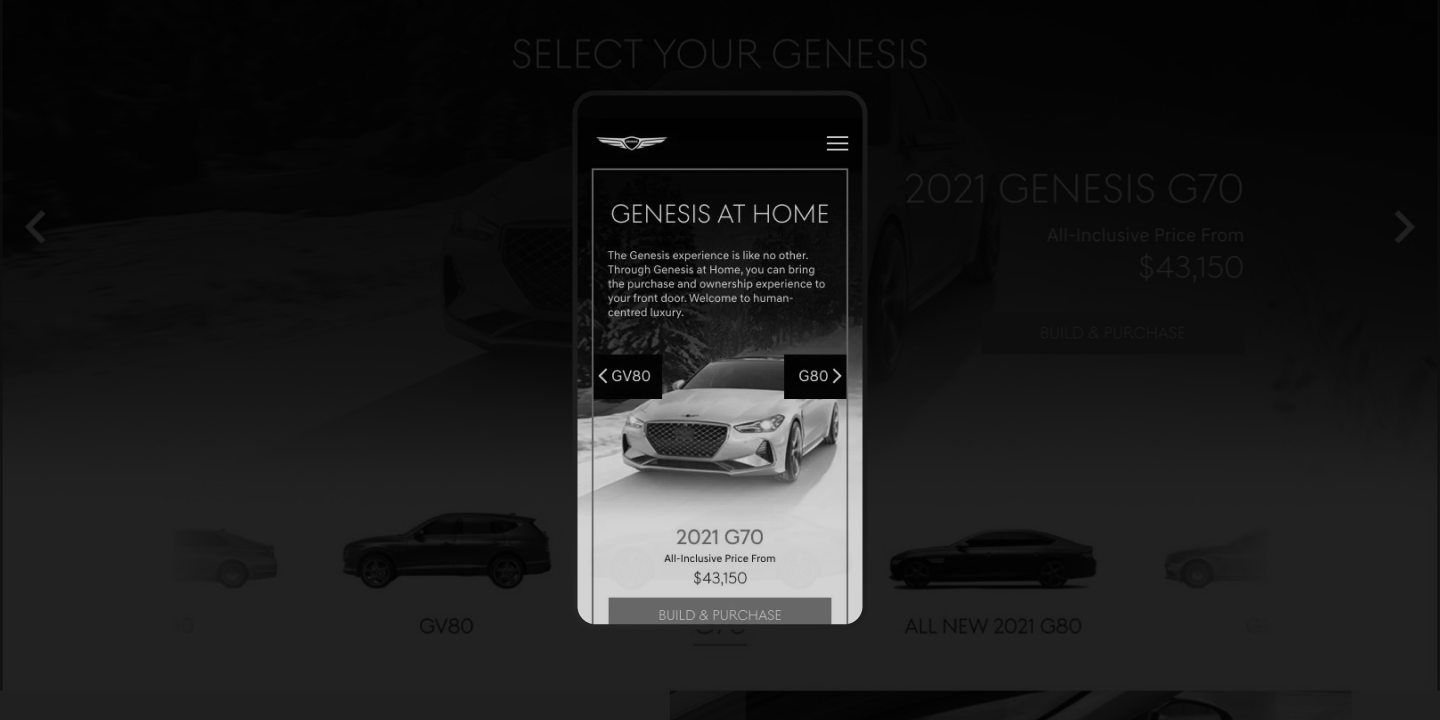 SELECT YOUR GENESIS
GENESIS AT HOME
The Genesis experience is like no other.
Through Genesis at Home, you can bring
the purchase and ownership experience to
your front door. Welcome to human-
centred luxury.
GV80
G80
2021 G70
All-Inclusive Price From
$43,150
BUILD & PURCHASE
2021 GENESIS G70
All-Inclusive Price From
$43,150
BUILD & PURCHASE
GV80
G70
ALL NEW 2021 G80